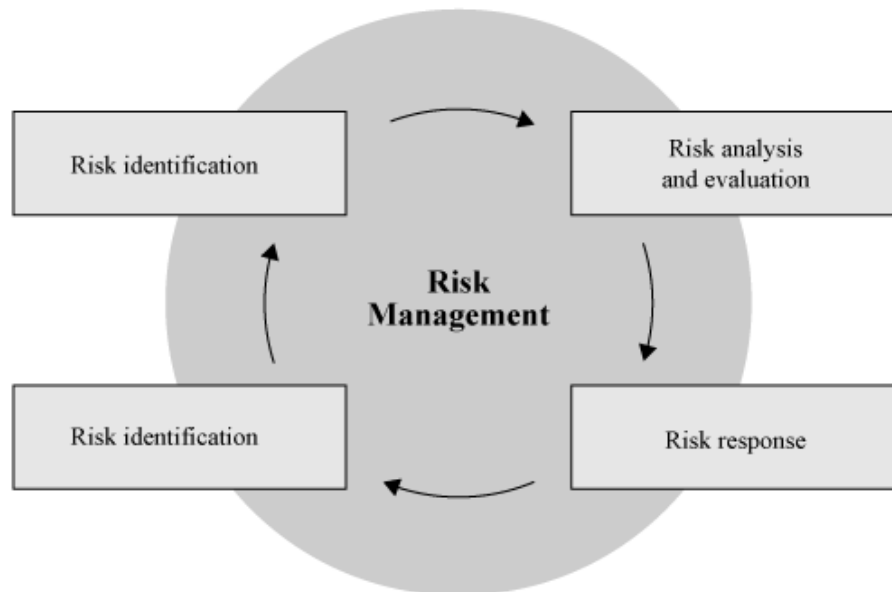 Risk identification
Risk analysis
and evaluation
Risk
Management
Risk identification
Risk response